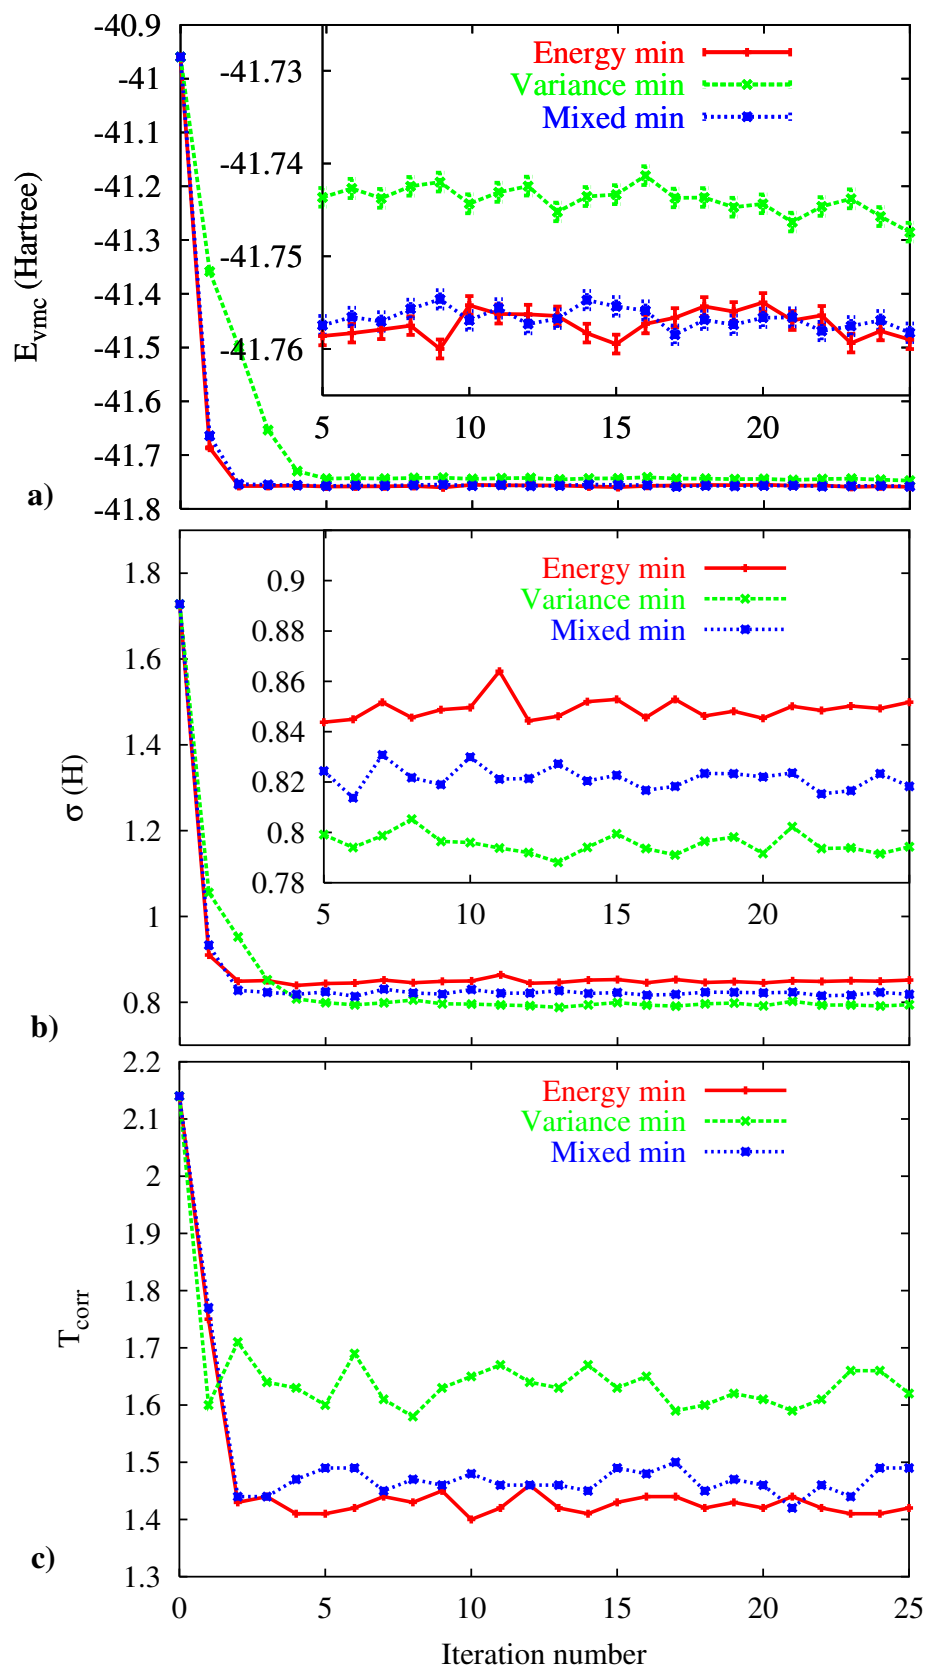 -40.9
-41
-41.1
-41.2
-41.3
-41.4
-41.5
-41.6
-41.7
-41.8
E_vmc (Hartree)
a)
Energy min
Variance min
Mixed min
-41.73
-41.74
-41.75
-41.76
5 10 15 20
1.8
1.6
1.4
1.2
1
0.8
σ (H)
b)
Energy min
Variance min
Mixed min
0.9
0.88
0.86
0.84
0.82
0.8
0.78
5 10 15 20
2.2
2.1
2
1.9
1.8
1.7
1.6
1.5
1.4
1.3
T_corr
c)
Energy min
Variance min
Mixed min
0 5 10 15 20 25
Iteration number